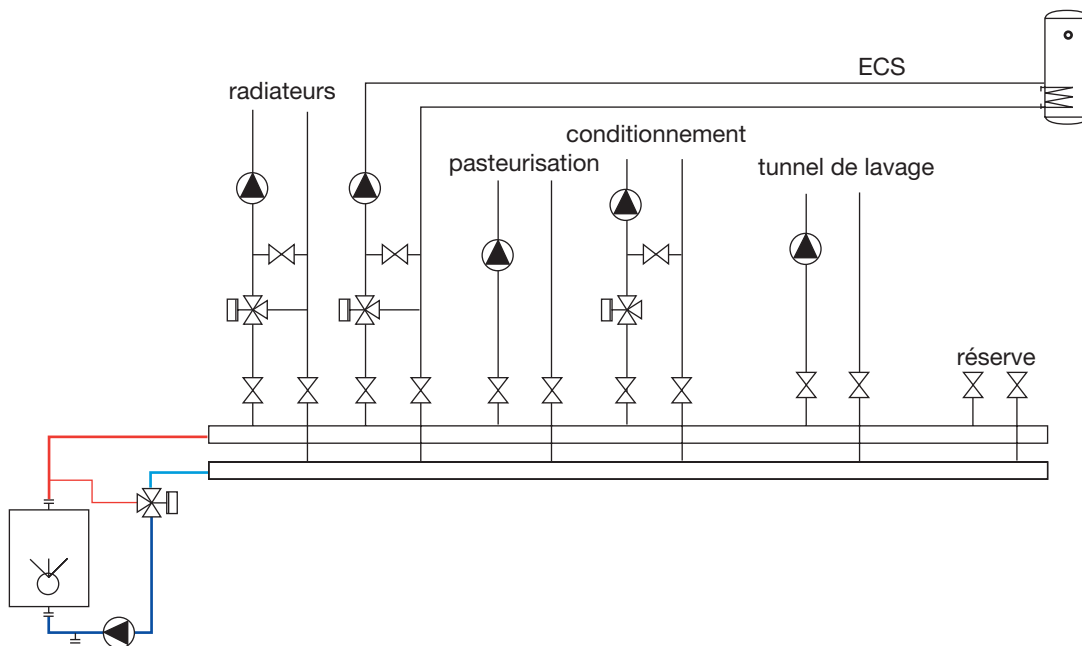 ECS
radiateurs
conditionnement
pasteurisation
tunnel de lavage
réserve